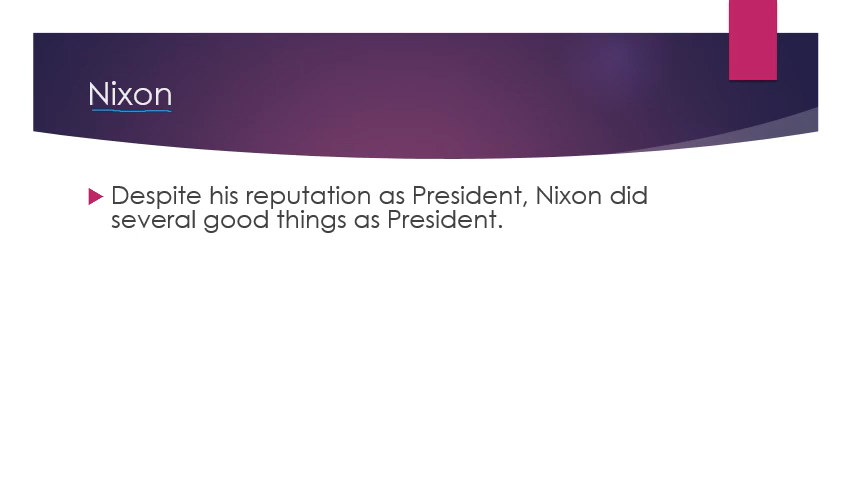 Nixon
Despite his reputation as President, Nixon did
several good things as President.